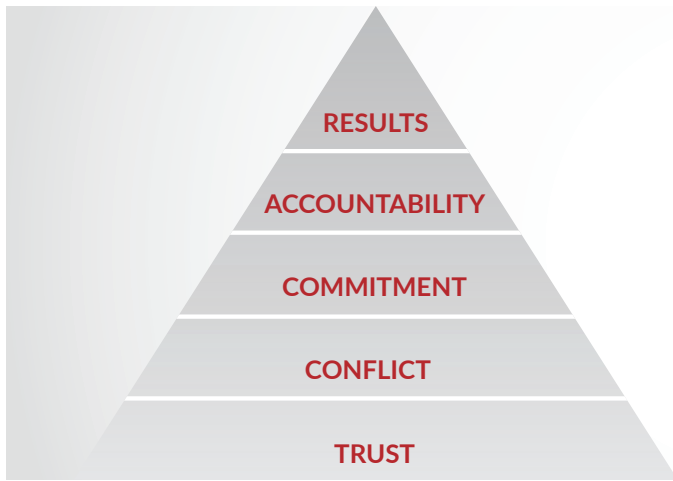 RESULTS
ACCOUNTABILITY
COMMITMENT
CONFLICT
TRUST